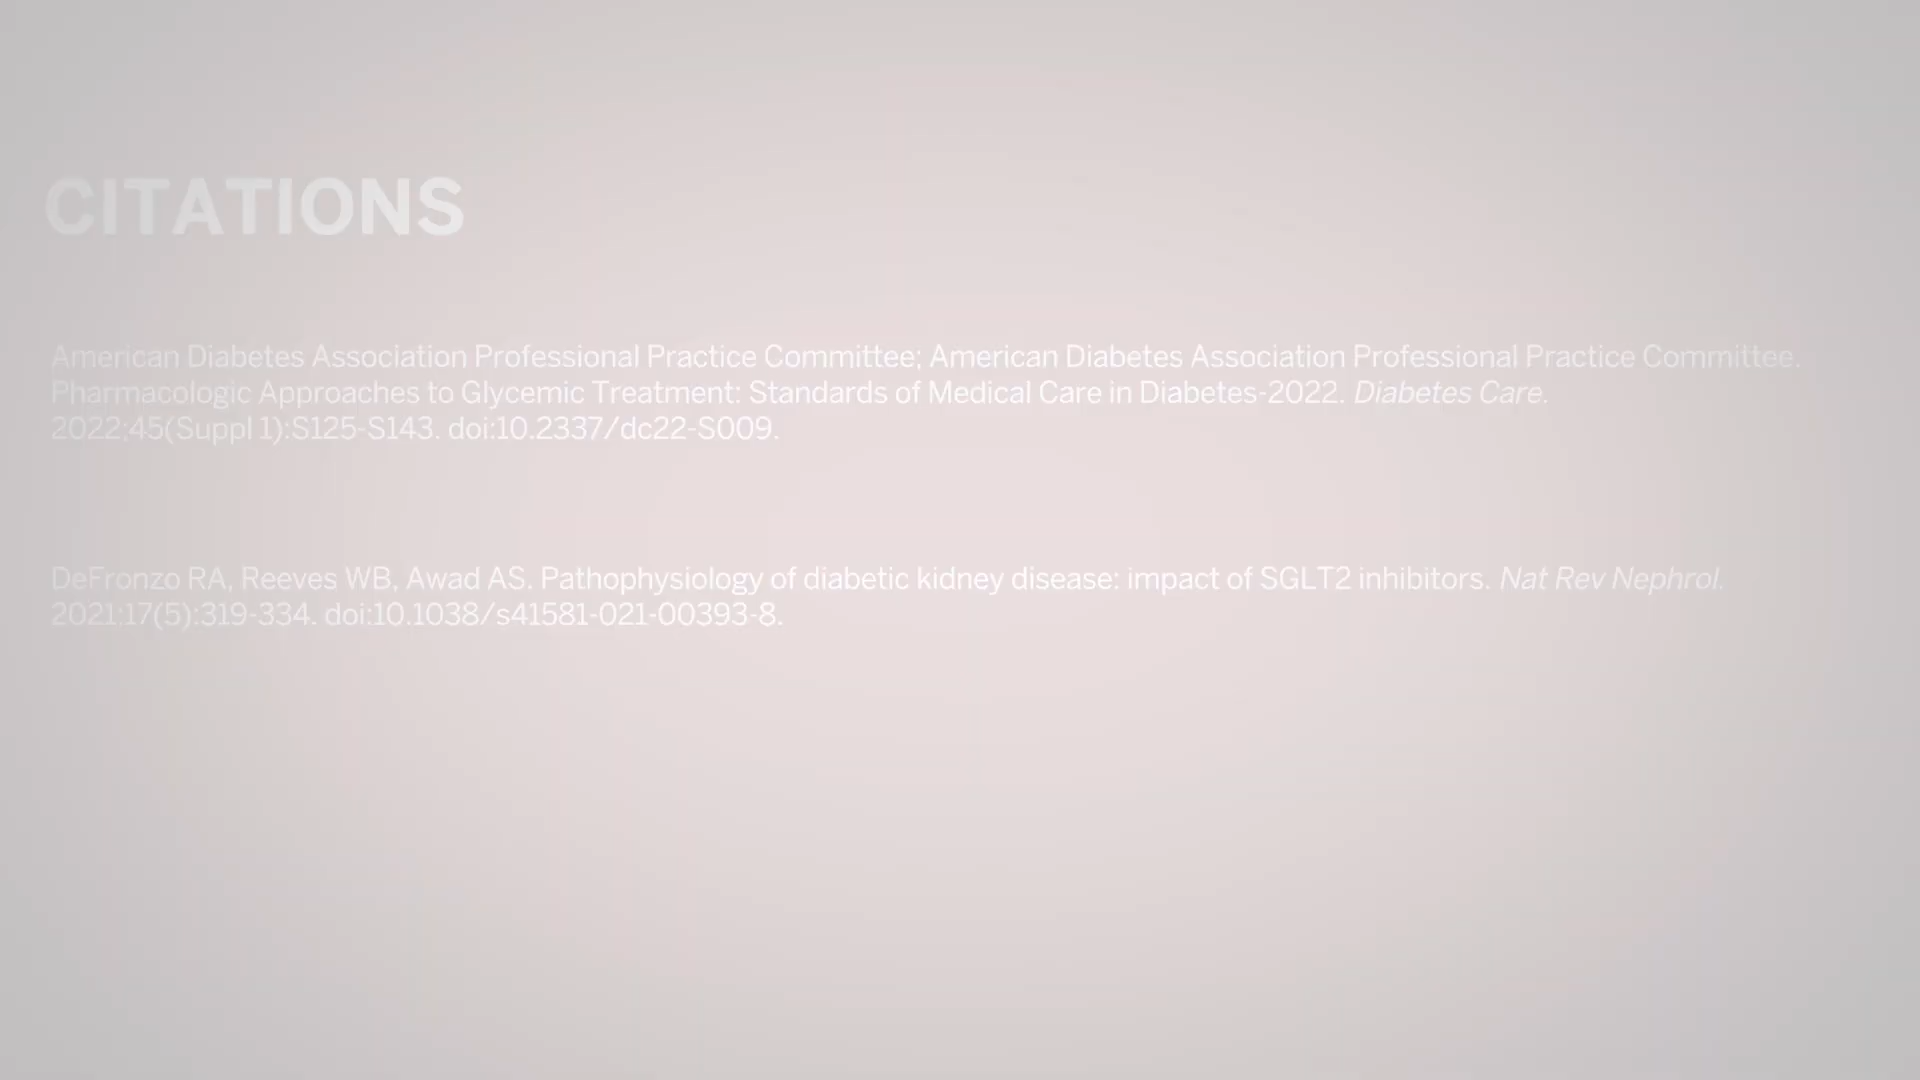 CITATIONS
American Diabetes Association Professional Practice Committee; American Diabetes Association Professional Practice Committee.
Pharmacologic Approaches to Glycemic Treatment: Standards of Medical Care in Diabetes-2022. Diabetes Care.
2022;45(Suppl 1):S125-S143. doi:10.2337/dc22-S009.
DeFronzo RA, Reeves WB, Awad AS. Pathophysiology of diabetic kidney disease: impact of SGLT2 inhibitors. Nat Rev Nephrol.
2021;17(5):319-334. doi:10.1038/s41581-021-00393-8.